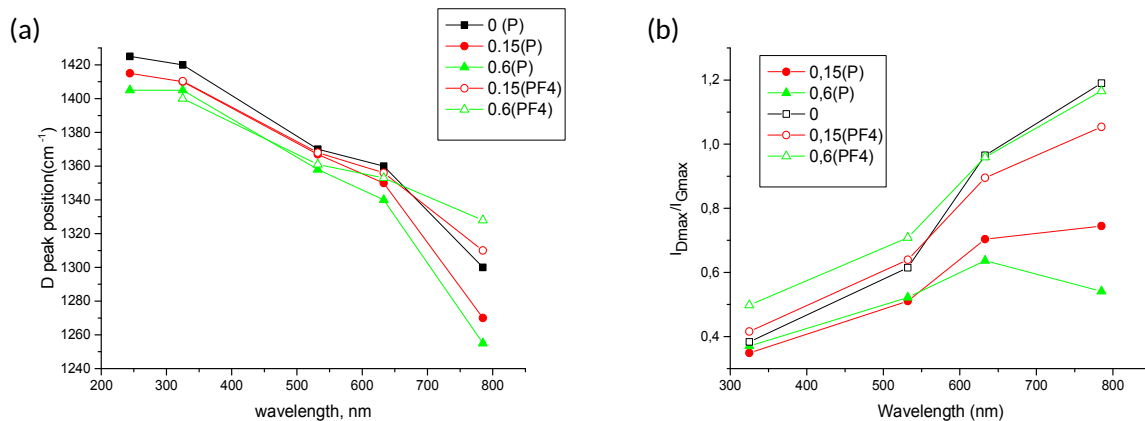 (a)
0 (P)
0.15(P)
0.6(P)
0.15(PF4)
0.6(PF4)
D peak position(cm⁻¹)
1420
1400
1380
1360
1340
1320
1300
1280
1260
1240
200 300 400 500 600 700 800
wavelength, nm
(b)
0,15(P)
0,6(P)
0
0,15(PF4)
0,6(PF4)
I_Dmax/I_Gmax
1,2
1,0
0,8
0,6
0,4
300 400 500 600 700 800
Wavelength (nm)